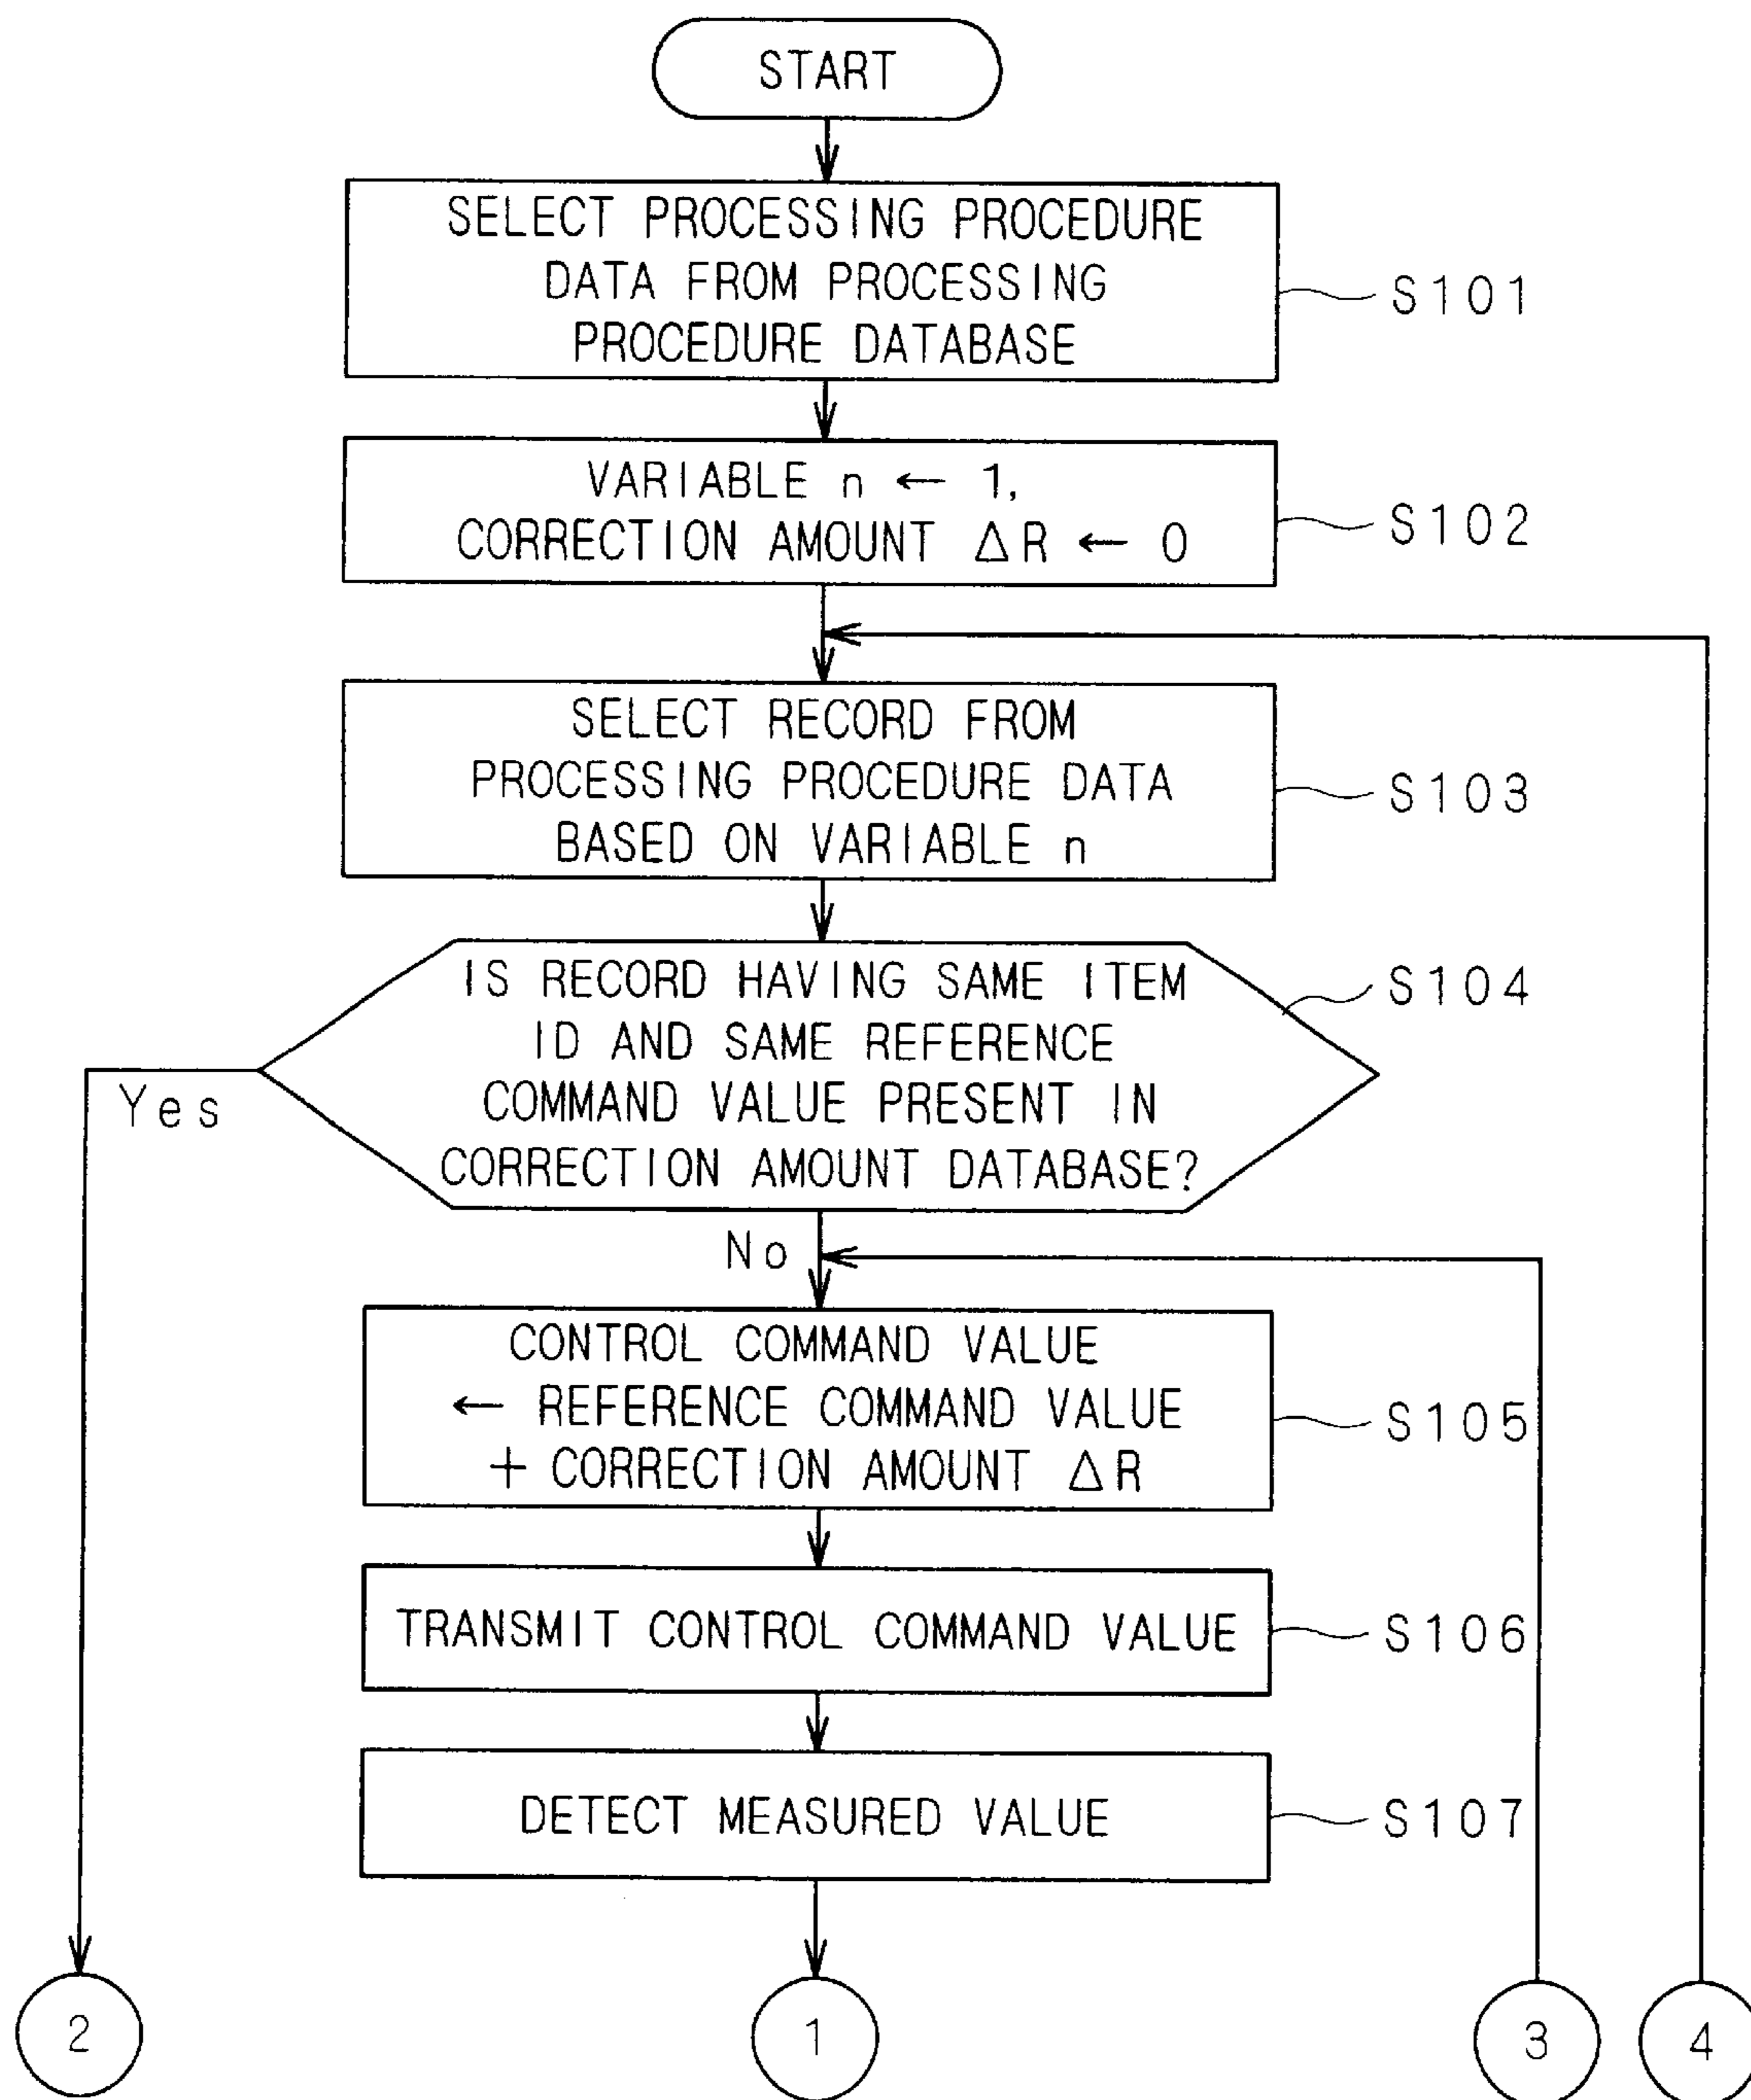 START
SELECT PROCESSING PROCEDURE
DATA FROM PROCESSING
PROCEDURE DATABASE
S101
VARIABLE n ← 1,
CORRECTION AMOUNT △R ← 0
S102
SELECT RECORD FROM
PROCESSING PROCEDURE DATA
BASED ON VARIABLE n
S103
IS RECORD HAVING SAME ITEM
ID AND SAME REFERENCE
COMMAND VALUE PRESENT IN
CORRECTION AMOUNT DATABASE?
S104
Yes
No
CONTROL COMMAND VALUE
← REFERENCE COMMAND VALUE
+ CORRECTION AMOUNT △R
S105
TRANSMIT CONTROL COMMAND VALUE
S106
DETECT MEASURED VALUE
S107
2
1
3
4